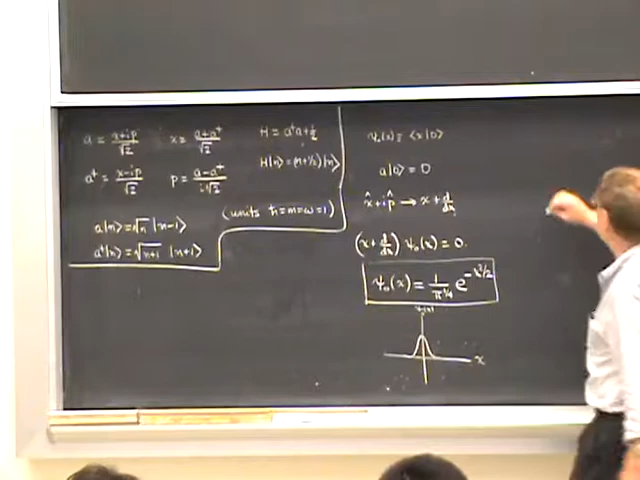 a = x+ip/√2   x = a+a†/√2   H = a†a+½
a† = x-ip/√2   p = a-a†/i√2   H|n⟩=(n+½)|n⟩
a|n⟩=√n |n-1⟩   (units ħ=m=ω=1)
a†|n⟩=√n+1 |n+1⟩
ψ₀(x) = ⟨x|0⟩
a|0⟩ = 0
x̂+ip̂ → x + d/dx
(x + d/dx) ψ₀(x) = 0.
ψ₀(x) = 1/π^¼ e^-x²/2
ψ₀(x)
x